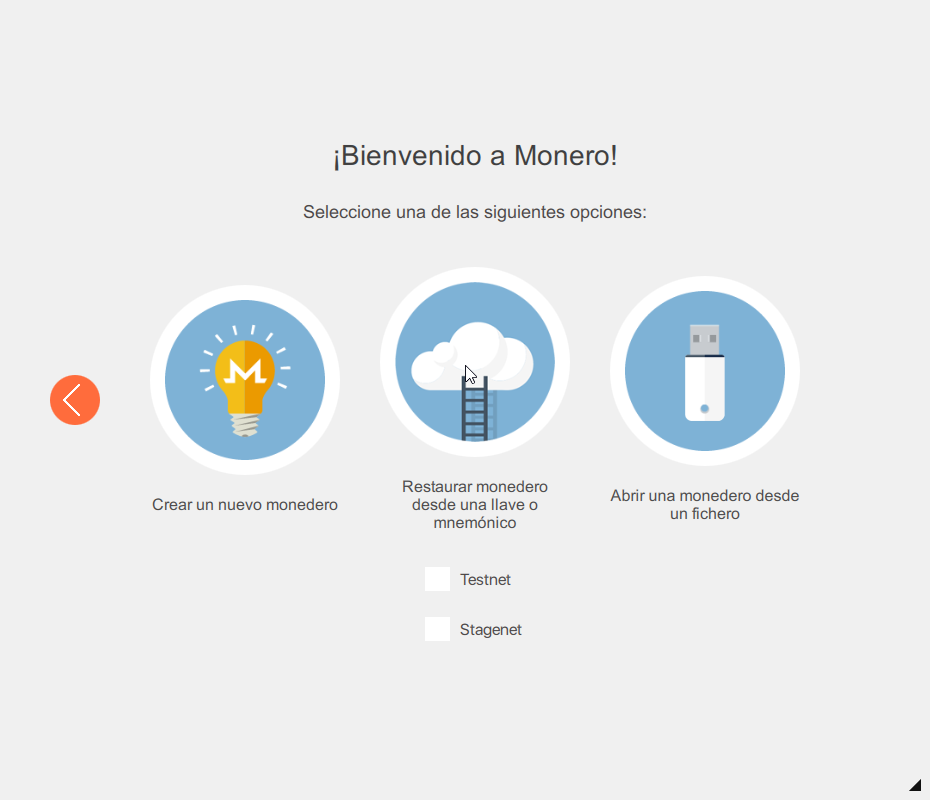 ¡Bienvenido a Monero!
Seleccione una de las siguientes opciones:
Crear un nuevo monedero
Restaurar monedero
desde una llave o
mnemónico
Abrir una monedero desde
un fichero
Testnet
Stagenet